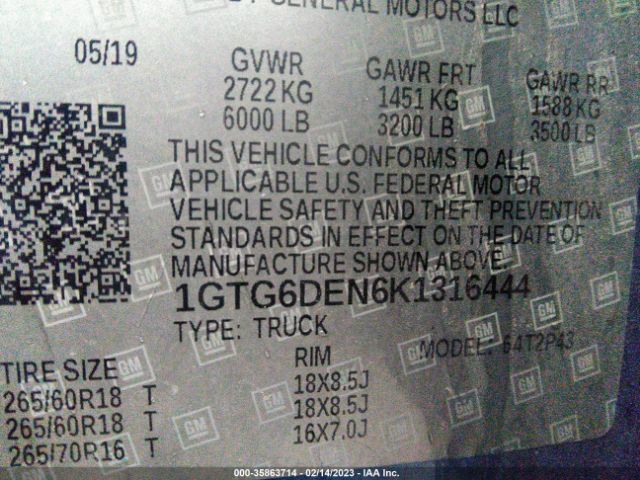 GENERAL MOTORS LLC
05/19 GVWR GAWR FRT GAWR RR
2722 KG 1451 KG 1588 KG
6000 LB 3200 LB 3500 LB
THIS VEHICLE CONFORMS TO ALL
APPLICABLE U.S. FEDERAL MOTOR
VEHICLE SAFETY AND THEFT PREVENTION
STANDARDS IN EFFECT ON THE DATE OF
MANUFACTURE SHOWN ABOVE.
1GTG6DEN6K1316444
TYPE: TRUCK MODEL: 64T2P43
TIRE SIZE RIM
265/60R18 T 18X8.5J
265/60R18 T 18X8.5J
265/70R16 T 16X7.0J
000-35863714 - 02/14/2023 - IAA Inc.